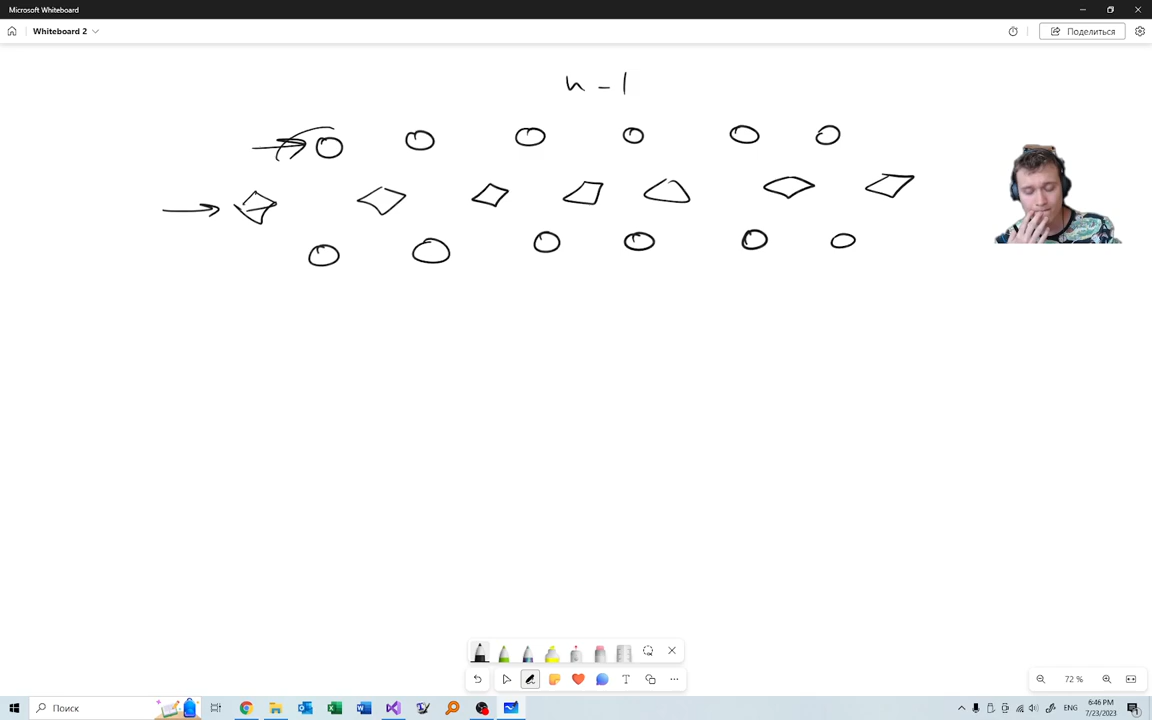 Microsoft Whiteboard
Whiteboard 2
Поделиться
n - 1
72 %
Поиск
ENG
6:46 PM
7/23/2023